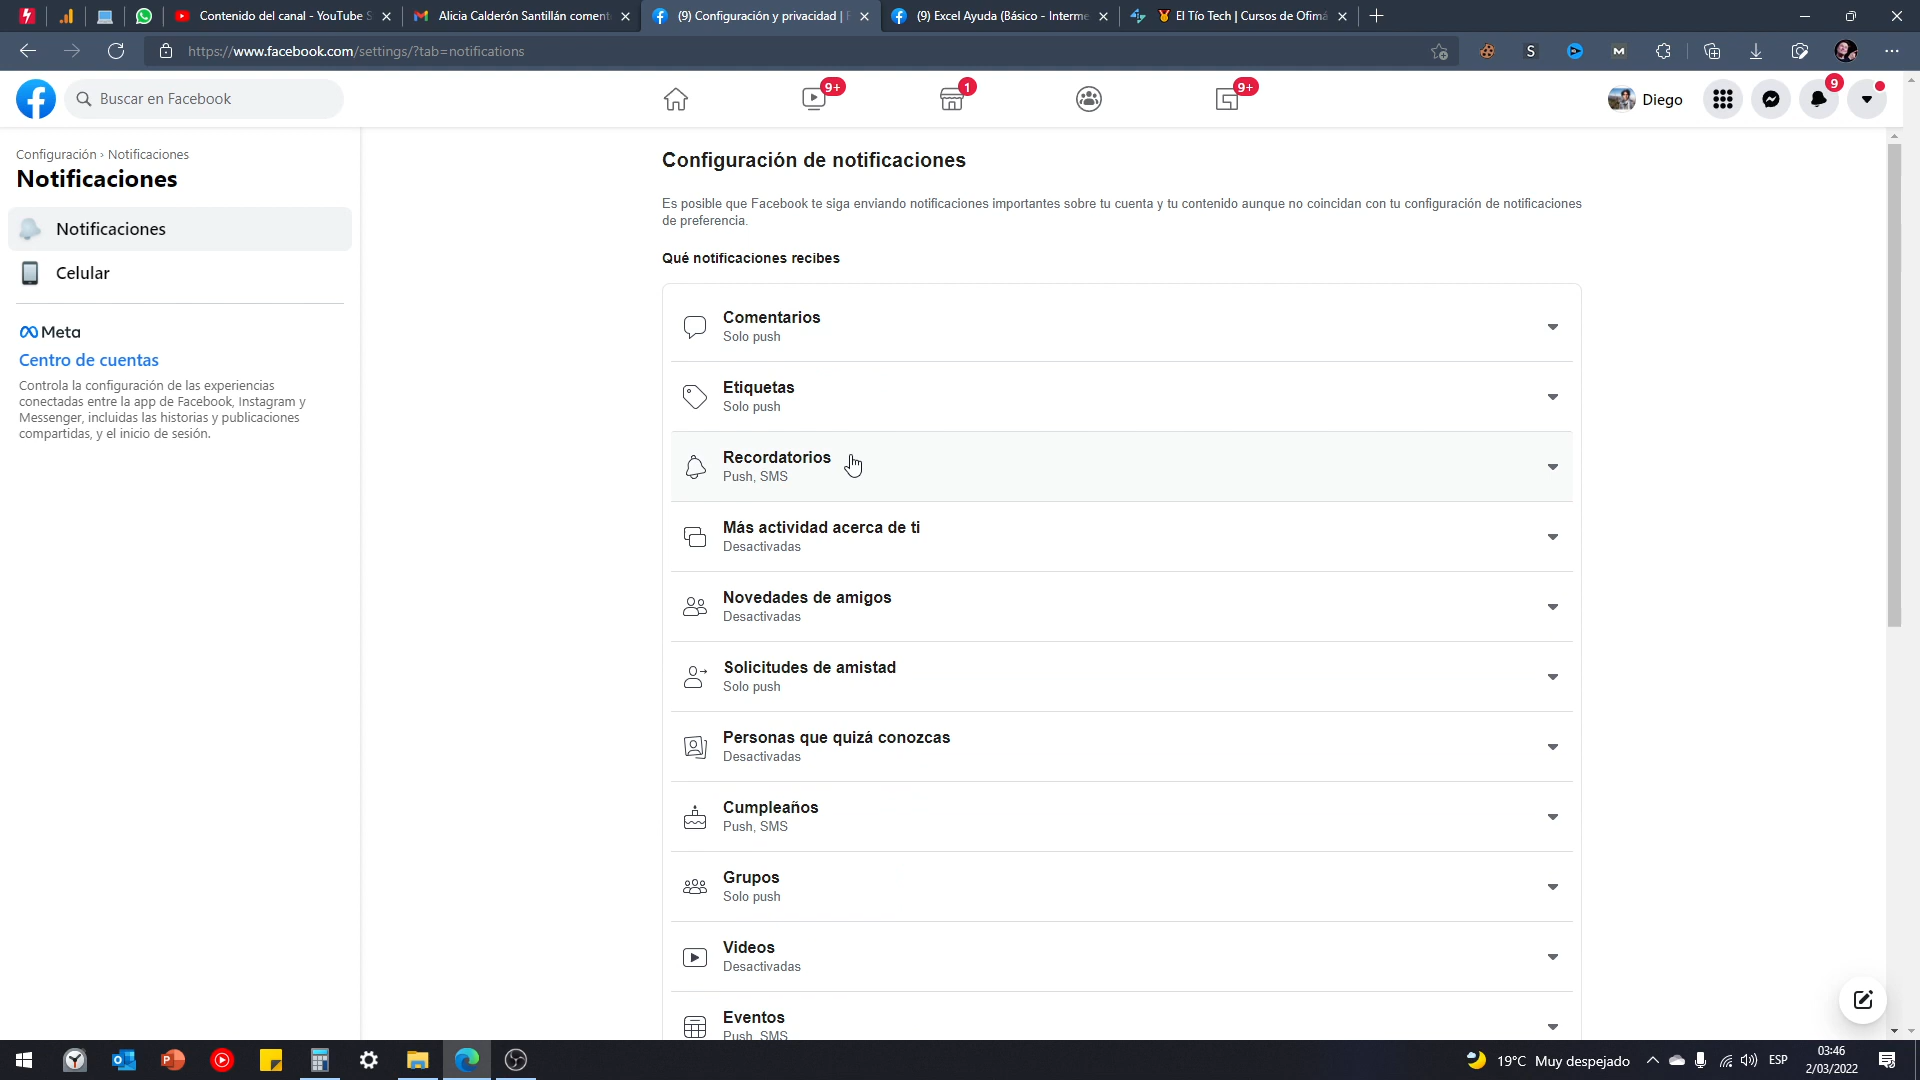 Contenido del canal - YouTube S
Alicia Calderón Santillán coment
(9) Configuración y privacidad | F
(9) Excel Ayuda (Básico - Interme
El Tío Tech | Cursos de Ofimá
https://www.facebook.com/settings/?tab=notifications
S
M
Buscar en Facebook
9+
1
9+
Diego
9
Configuración › Notificaciones
Notificaciones
Notificaciones
Celular
Meta
Centro de cuentas
Controla la configuración de las experiencias
conectadas entre la app de Facebook, Instagram y
Messenger, incluidas las historias y publicaciones
compartidas, y el inicio de sesión.
Configuración de notificaciones
Es posible que Facebook te siga enviando notificaciones importantes sobre tu cuenta y tu contenido aunque no coincidan con tu configuración de notificaciones
de preferencia.
Qué notificaciones recibes
Comentarios
Solo push
Etiquetas
Solo push
Recordatorios
Push, SMS
Más actividad acerca de ti
Desactivadas
Novedades de amigos
Desactivadas
Solicitudes de amistad
Solo push
Personas que quizá conozcas
Desactivadas
Cumpleaños
Push, SMS
Grupos
Solo push
Videos
Desactivadas
Eventos
Push, SMS
19°C Muy despejado
ESP
03:46
2/03/2022